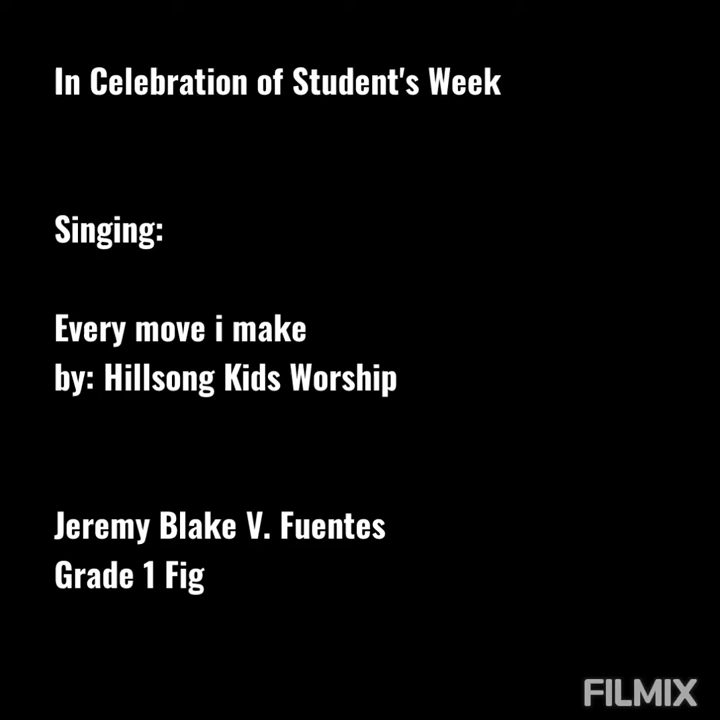 In Celebration of Student's Week
Singing:
Every move i make
by: Hillsong Kids Worship
Jeremy Blake V. Fuentes
Grade 1 Fig
FILMIX